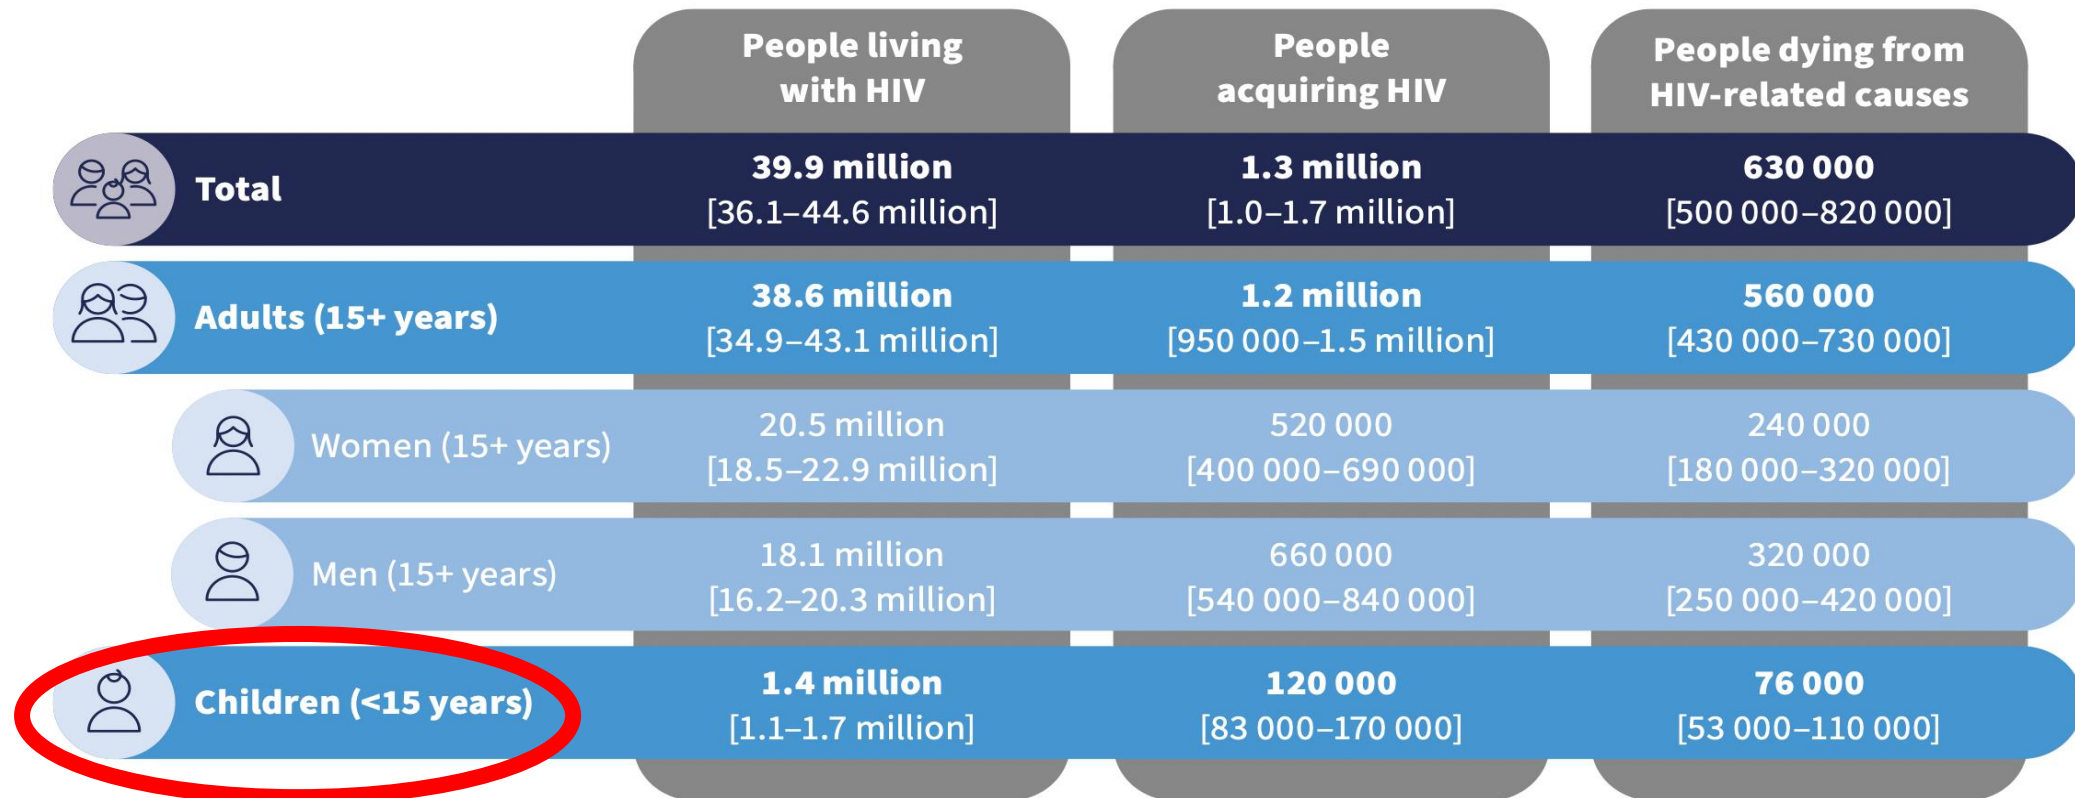 People living
with HIV
People
acquiring HIV
People dying from
HIV-related causes
Total
39.9 million
[36.1–44.6 million]
1.3 million
[1.0–1.7 million]
630 000
[500 000–820 000]
Adults (15+ years)
38.6 million
[34.9–43.1 million]
1.2 million
[950 000–1.5 million]
560 000
[430 000–730 000]
Women (15+ years)
20.5 million
[18.5–22.9 million]
520 000
[400 000–690 000]
240 000
[180 000–320 000]
Men (15+ years)
18.1 million
[16.2–20.3 million]
660 000
[540 000–840 000]
320 000
[250 000–420 000]
Children (<15 years)
1.4 million
[1.1–1.7 million]
120 000
[83 000–170 000]
76 000
[53 000–110 000]